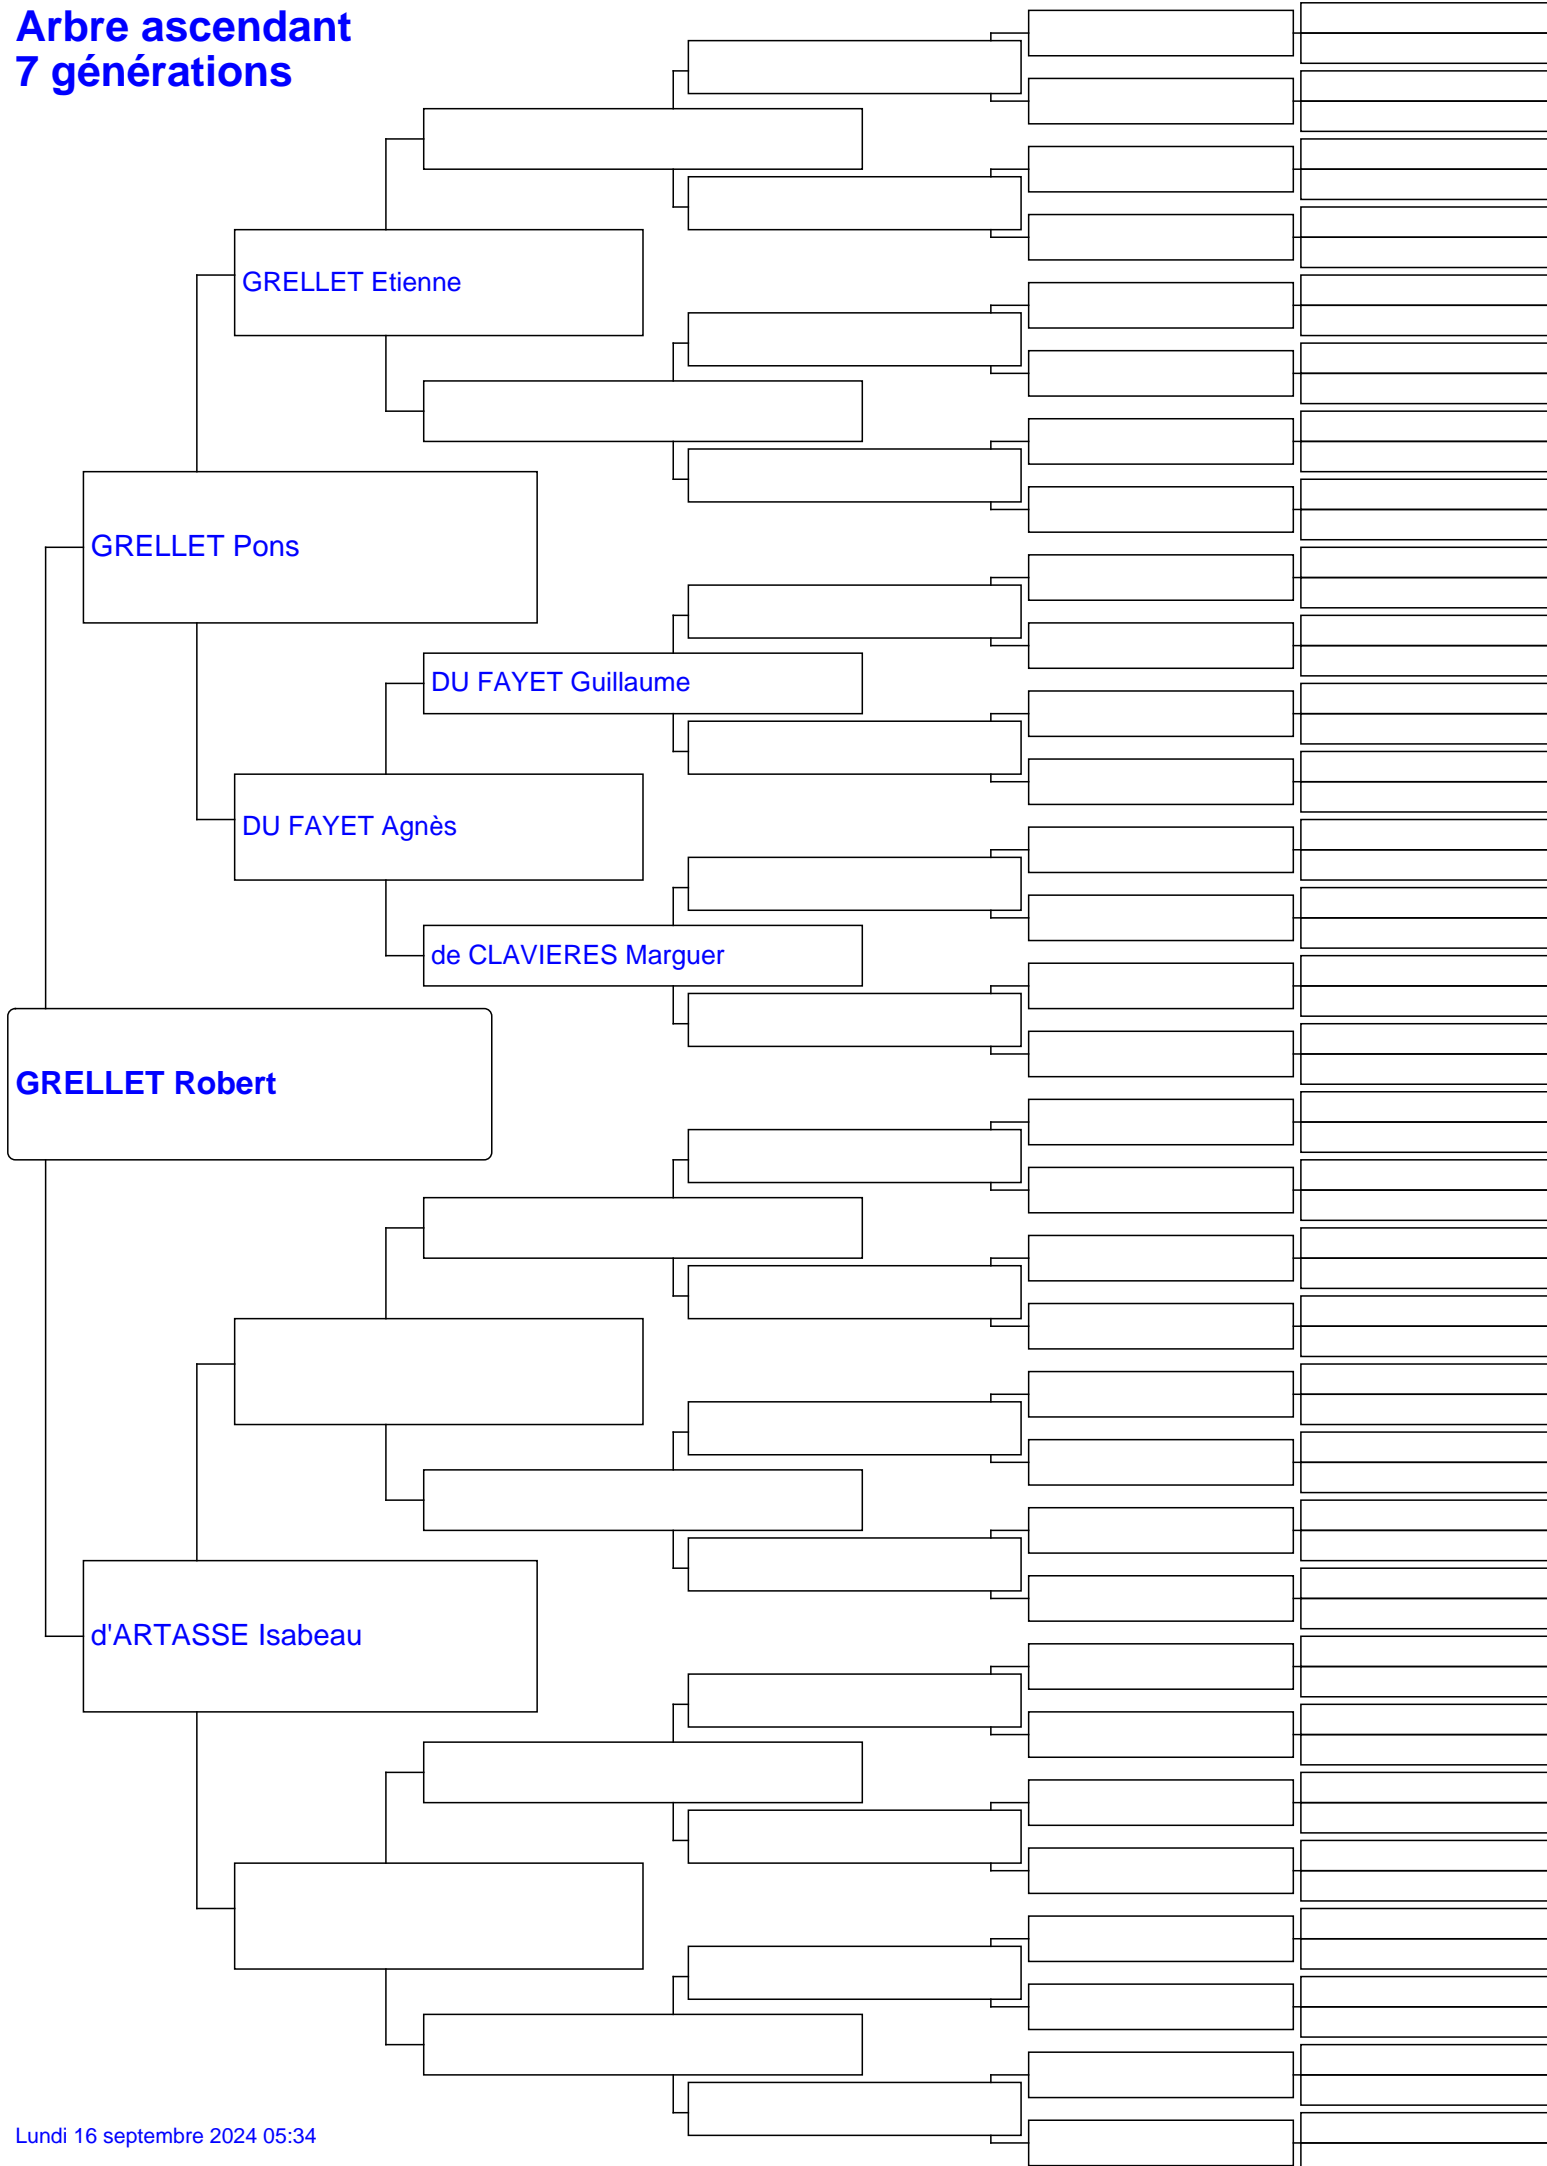 Arbre ascendant
7 générations
GRELLET Etienne
GRELLET Pons
DU FAYET Guillaume
DU FAYET Agnès
de CLAVIERES Marguer
GRELLET Robert
d'ARTASSE Isabeau
Lundi 16 septembre 2024 05:34